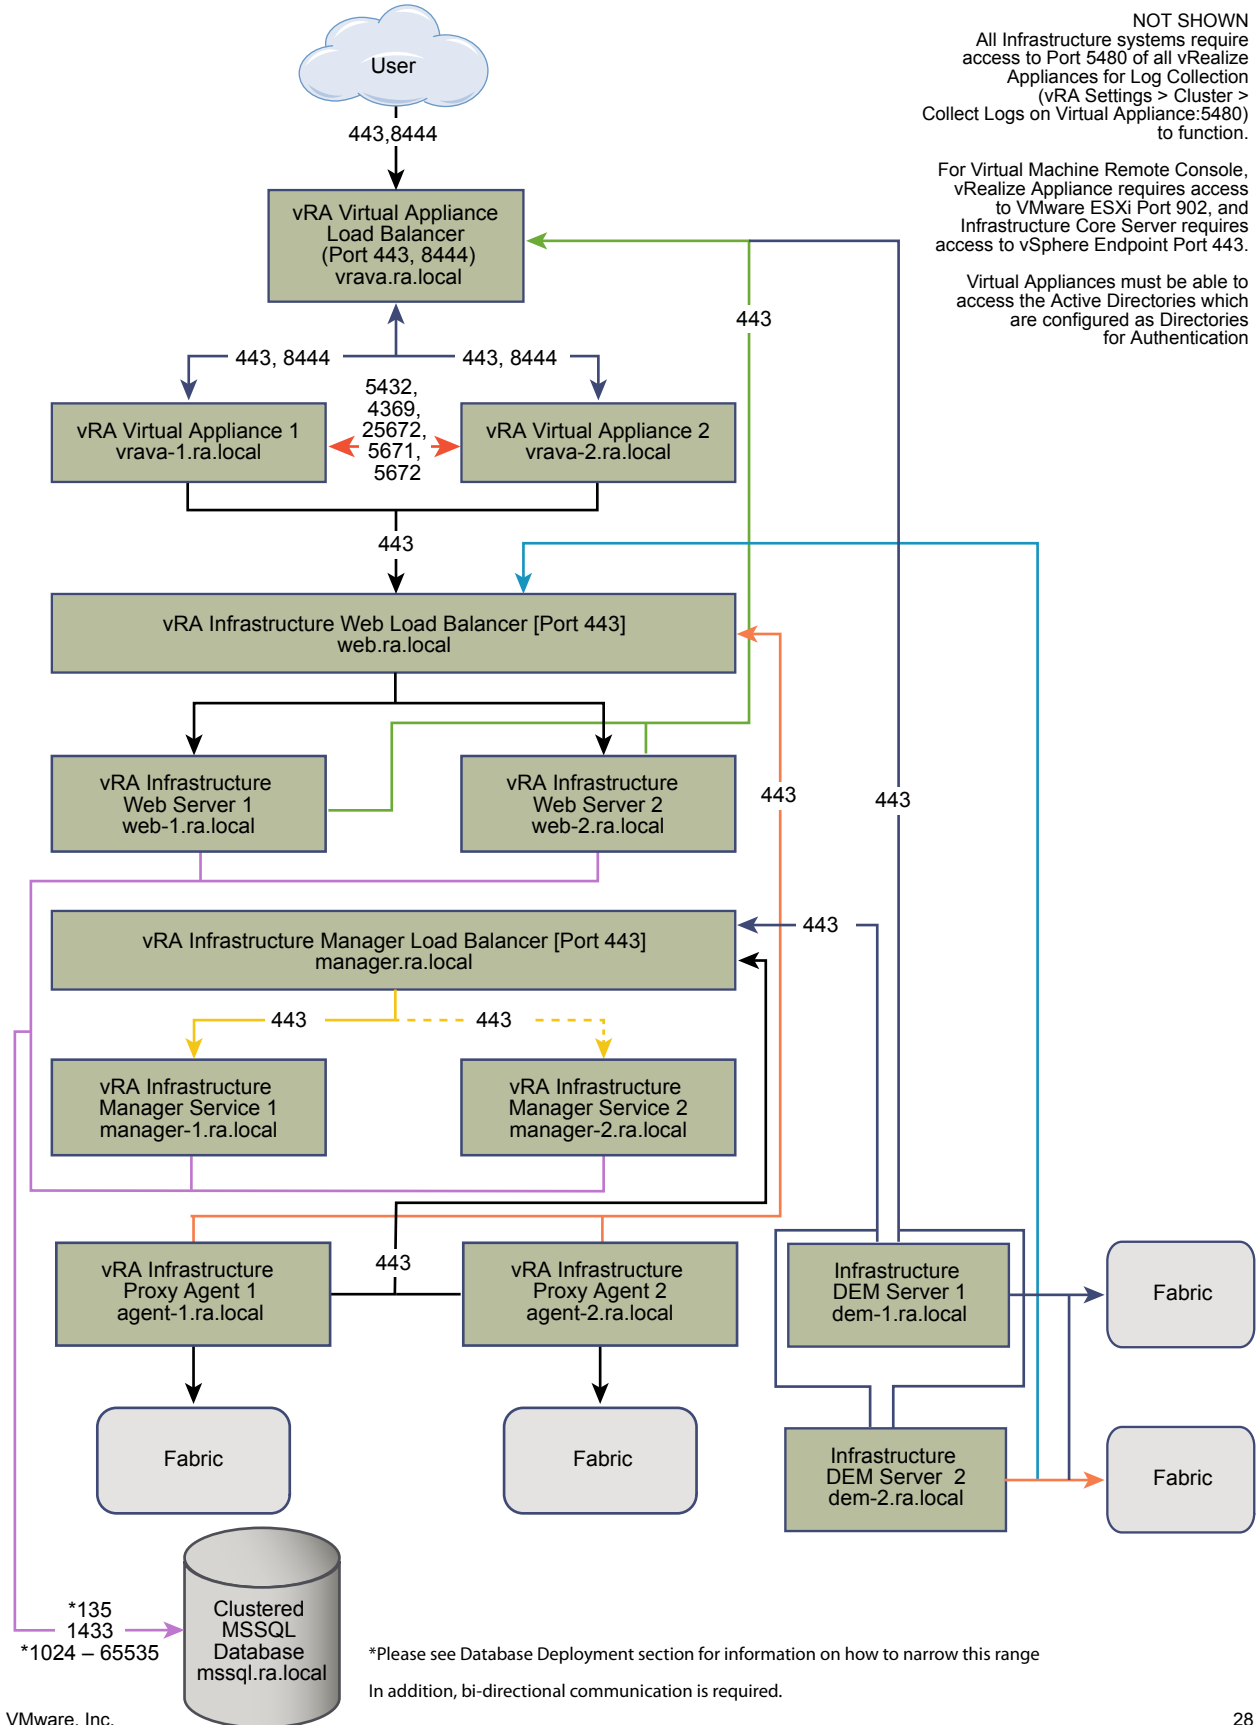 User
443,8444
NOT SHOWN
All Infrastructure systems require
access to Port 5480 of all vRealize
Appliances for Log Collection
(vRA Settings > Cluster >
Collect Logs on Virtual Appliance:5480)
to function.
For Virtual Machine Remote Console,
vRealize Appliance requires access
to VMware ESXi Port 902, and
Infrastructure Core Server requires
access to vSphere Endpoint Port 443.
Virtual Appliances must be able to
access the Active Directories which
are configured as Directories
for Authentication
vRA Virtual Appliance
Load Balancer
(Port 443, 8444)
vrava.ra.local
443
443, 8444
443, 8444
vRA Virtual Appliance 1
vrava-1.ra.local
5432,
4369,
25672,
5671,
5672
vRA Virtual Appliance 2
vrava-2.ra.local
443
vRA Infrastructure Web Load Balancer [Port 443]
web.ra.local
vRA Infrastructure
Web Server 1
web-1.ra.local
vRA Infrastructure
Web Server 2
web-2.ra.local
443
443
vRA Infrastructure Manager Load Balancer [Port 443]
manager.ra.local
443
443
443
vRA Infrastructure
Manager Service 1
manager-1.ra.local
vRA Infrastructure
Manager Service 2
manager-2.ra.local
vRA Infrastructure
Proxy Agent 1
agent-1.ra.local
443
vRA Infrastructure
Proxy Agent 2
agent-2.ra.local
Infrastructure
DEM Server 1
dem-1.ra.local
Fabric
Fabric
Fabric
Infrastructure
DEM Server 2
dem-2.ra.local
Fabric
*135
1433
*1024 – 65535
Clustered
MSSQL
Database
mssql.ra.local
*Please see Database Deployment section for information on how to narrow this range
In addition, bi-directional communication is required.
VMware, Inc.
28